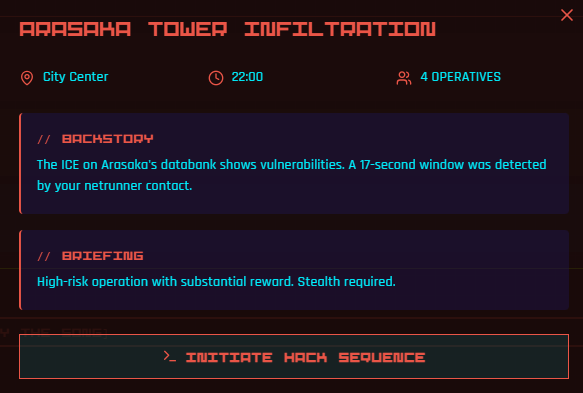 ARASAKA TOWER INFILTRATION
City Center
22:00
4 OPERATIVES
// BACKSTORY
The ICE on Arasaka's databank shows vulnerabilities. A 17-second window was detected
by your netrunner contact.
// BRIEFING
High-risk operation with substantial reward. Stealth required.
>_ INITIATE HACK SEQUENCE